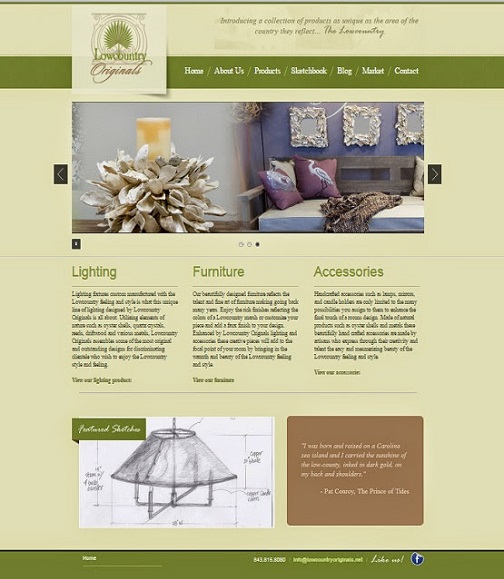 Lowcountry
Originals
Introducing a collection of products as unique as the area of the
country they reflect... The Lowcountry
Home / About Us / Products / Sketchbook / Blog / Market / Contact
Lighting
Lighting fixtures custom manufactured with the
Lowcountry feeling and style is what this unique
line of lighting designed by Lowcountry
Originals is all about. Utilizing elements of
nature such as oyster shells, quartz crystals,
reeds, driftwood and various metals, Lowcountry
Originals assembles some of the most original
and outstanding designs for discriminating
clientele who wish to enjoy the Lowcountry
style and feeling.
View our lighting products
Furniture
Our beautifully designed furniture reflects the
talent and fine art of furniture making going back
many years. Enjoy the rich finishes reflecting the
colors of a Lowcountry marsh or customize your
piece and add a faux finish to your design.
Enhanced by Lowcountry Originals lighting and
accessories these creative pieces will add to the
focal point of your room by bringing in the
warmth and beauty of the Lowcountry feeling
and style.
View our furniture
Accessories
Handcrafted accessories such as lamps, mirrors,
and candle holders are only limited to the many
possibilities you assign to them to enhance the
final touch of a rooms design. Made of natural
products such as oyster shells and metals these
beautifully hand crafted accessories are made by
artisans who express through their creativity and
talent the easy and mesmerizing beauty of the
Lowcountry feeling and style.
View our accessories
Featured Sketches
copper
candle
covers
"I was born and raised on a Carolina
sea island and I carried the sunshine of
the low-country, inked in dark gold, on
my back and shoulders."
- Pat Conroy, The Prince of Tides
Home
843.815.8080 / info@lowcountryoriginals.net / Like us! f